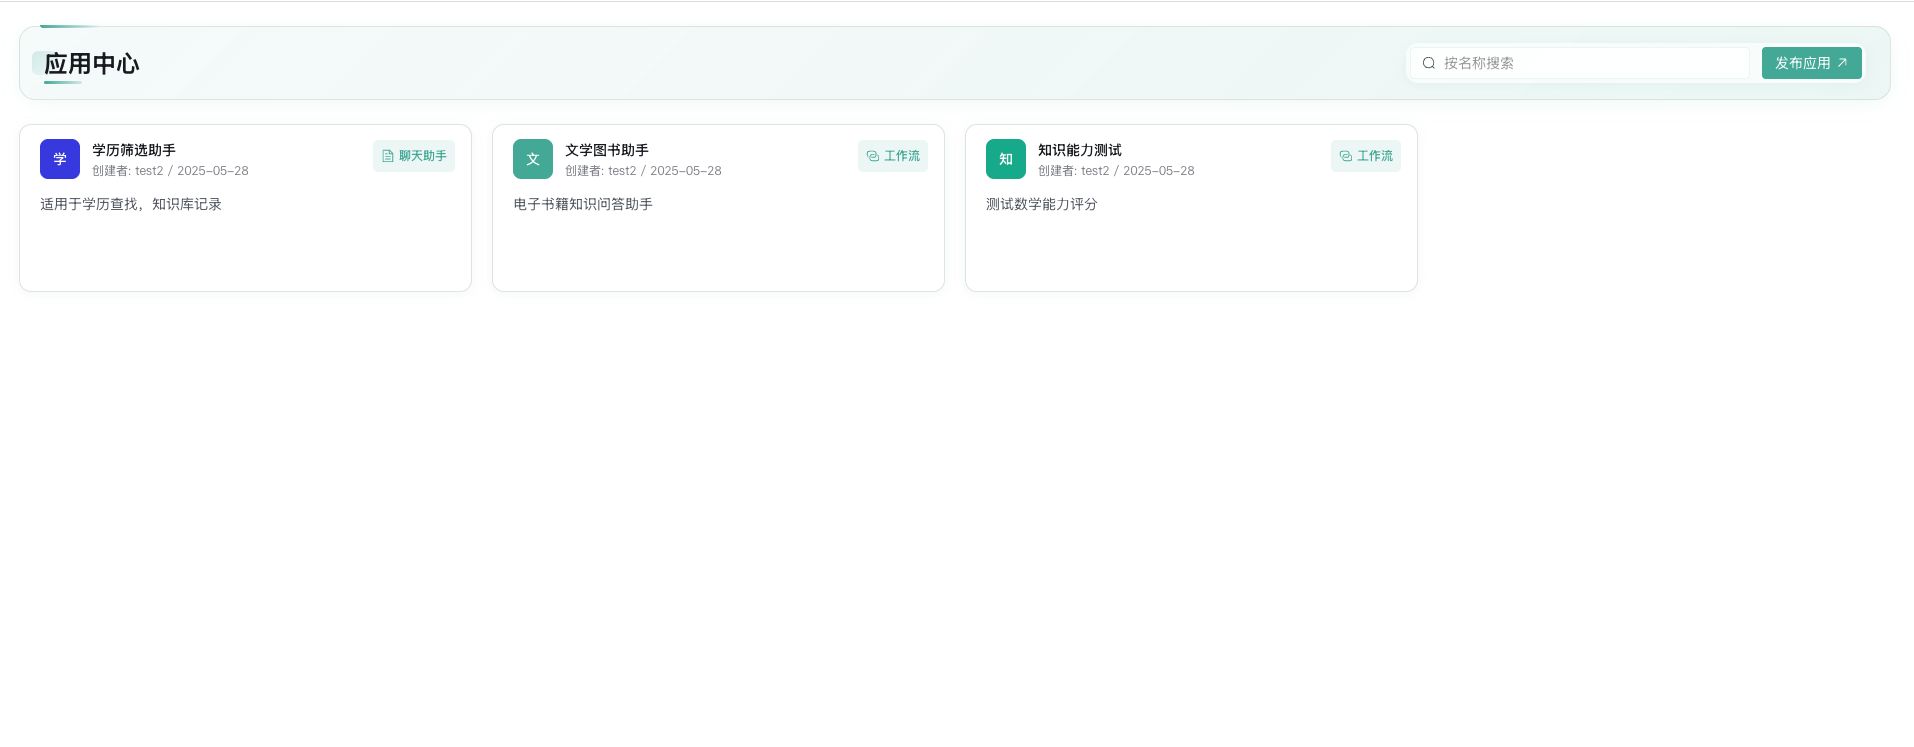 应用中心
按名称搜索
发布应用
学
学历筛选助手
创建者: test2 / 2025-05-28
聊天助手
适用于学历查找，知识库记录
文
文学图书助手
创建者: test2 / 2025-05-28
工作流
电子书籍知识问答助手
知
知识能力测试
创建者: test2 / 2025-05-28
工作流
测试数学能力评分